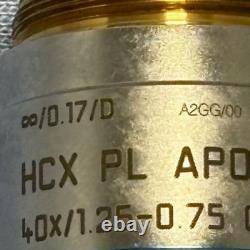 ∞/0.17/D A2GG/00
HCX PL APO
40x/1.25-0.75